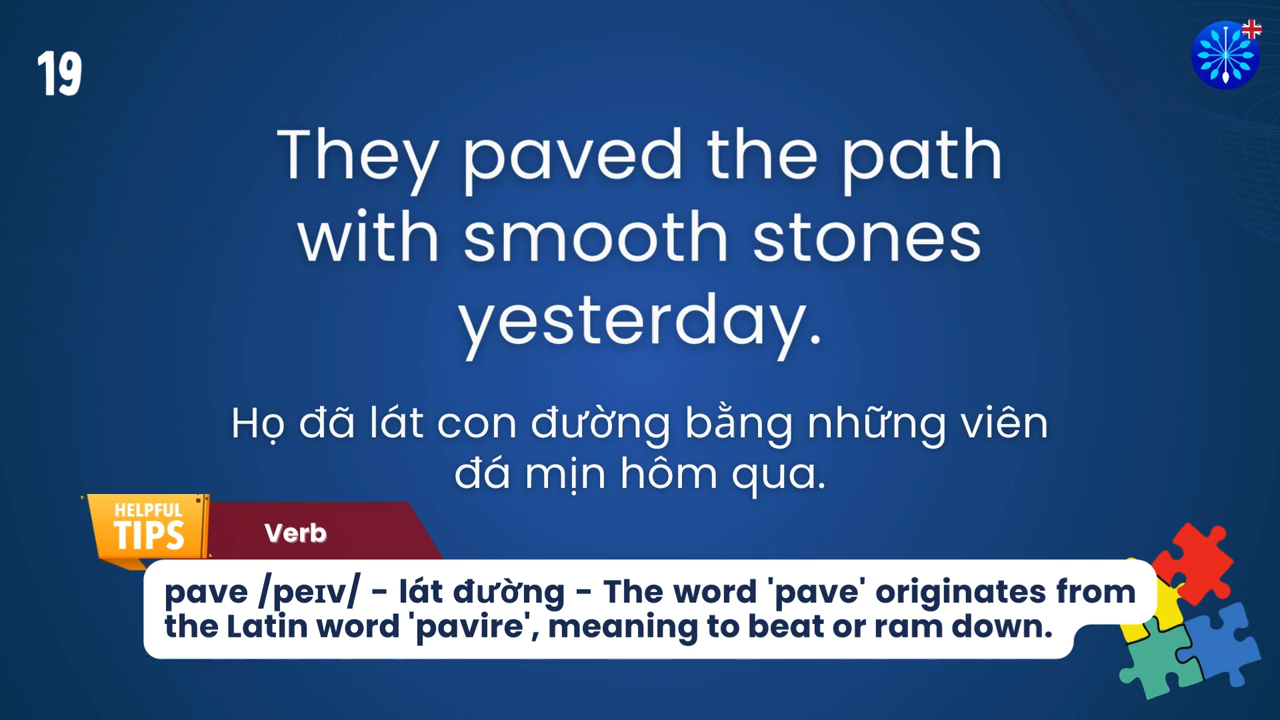 19
They paved the path
with smooth stones
yesterday.
Họ đã lát con đường bằng những viên
đá mịn hôm qua.
HELPFUL
TIPS
Verb
pave /peɪv/ - lát đường - The word 'pave' originates from
the Latin word 'pavire', meaning to beat or ram down.